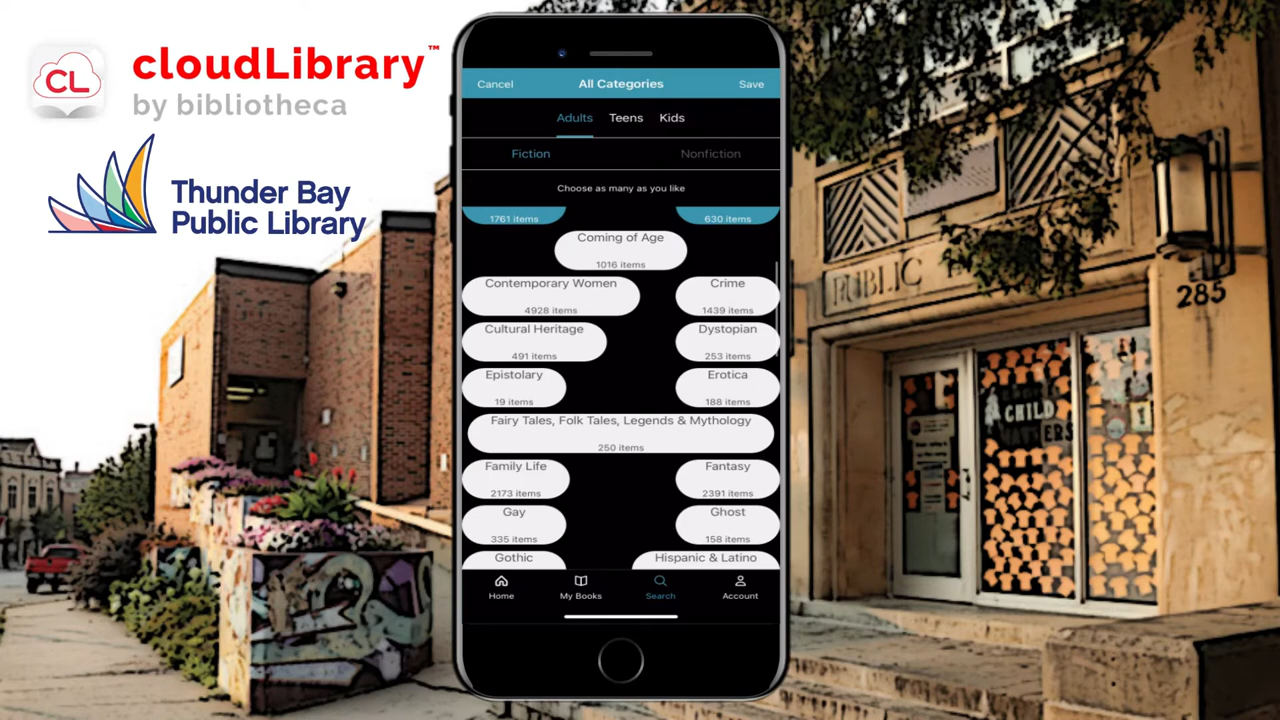 CL
cloudLibrary™
by bibliotheca
Thunder Bay
Public Library
Cancel
All Categories
Save
Adults
Teens
Kids
Fiction
Nonfiction
Choose as many as you like
1761 items
630 items
Coming of Age
1016 items
Contemporary Women
4928 items
Crime
1439 items
Cultural Heritage
491 items
Dystopian
253 items
Epistolary
19 items
Erotica
188 items
Fairy Tales, Folk Tales, Legends & Mythology
250 items
Family Life
2173 items
Fantasy
2391 items
Gay
335 items
Ghost
158 items
Gothic
Hispanic & Latino
Home
My Books
Search
Account
PUBLIC
285
CHILD
MATTERS